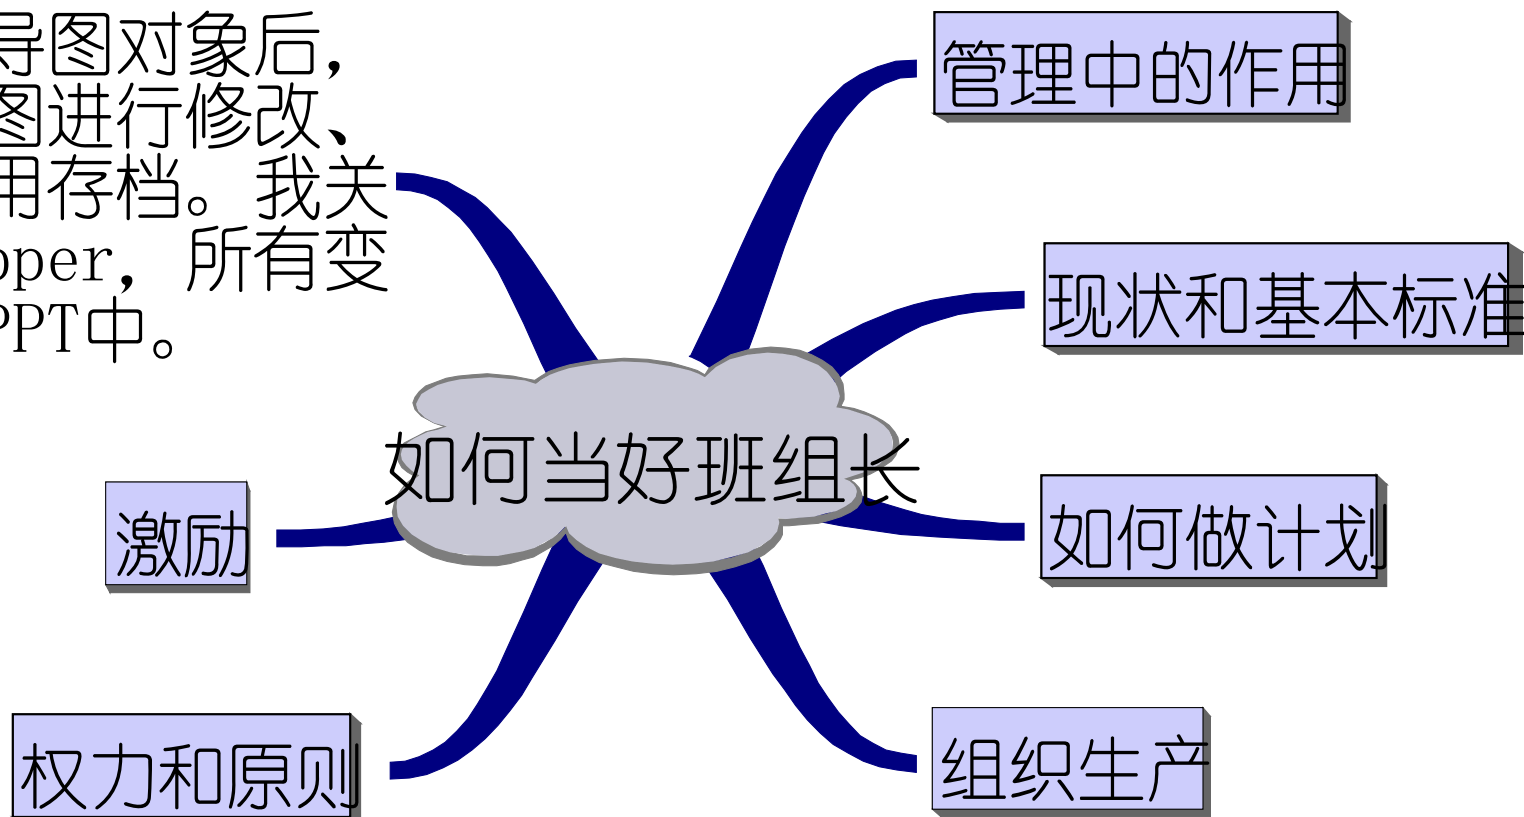 导图对象后，
图进行修改、
用存档。我关
pper，所有变
PPT中。
管理中的作用
现状和基本标准
如何当好班组长
激励
如何做计划
权力和原则
组织生产